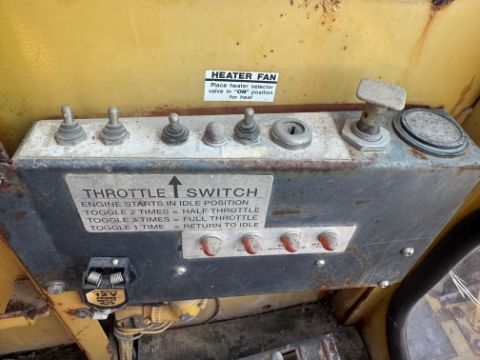 HEATER FAN
Place heater selector
valve in "ON" position
for heat
THROTTLE ↑ SWITCH
ENGINE STARTS IN IDLE POSITION
TOGGLE 2 TIMES = HALF THROTTLE
TOGGLE 3 TIMES = FULL THROTTLE
TOGGLE 1 TIME = RETURN TO IDLE
12V